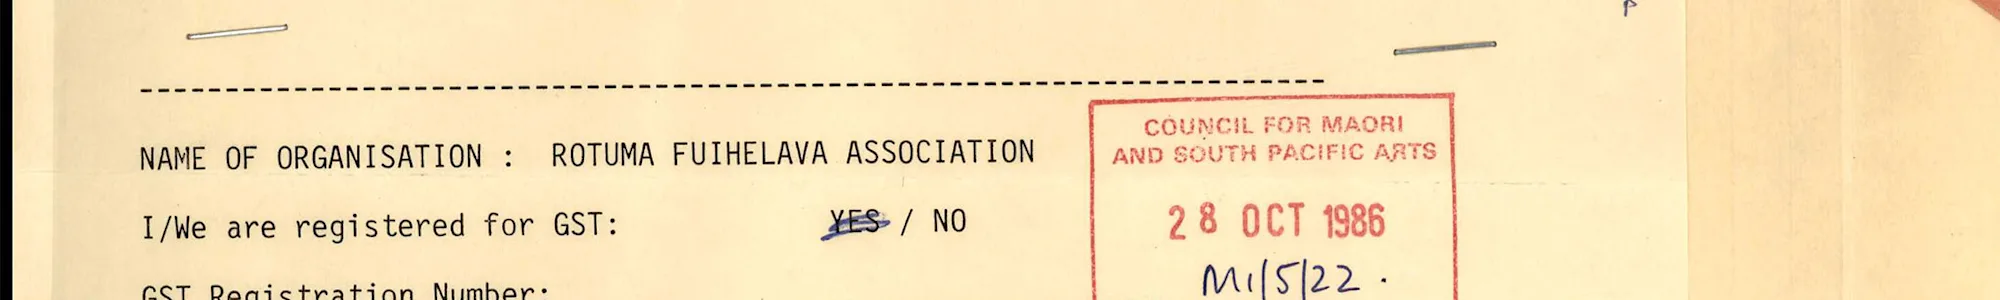 NAME OF ORGANISATION : ROTUMA FUIHELAVA ASSOCIATION
I/We are registered for GST: YES / NO
GST Registration Number:
COUNCIL FOR MAORI
AND SOUTH PACIFIC ARTS
28 OCT 1986
M1/5/22.